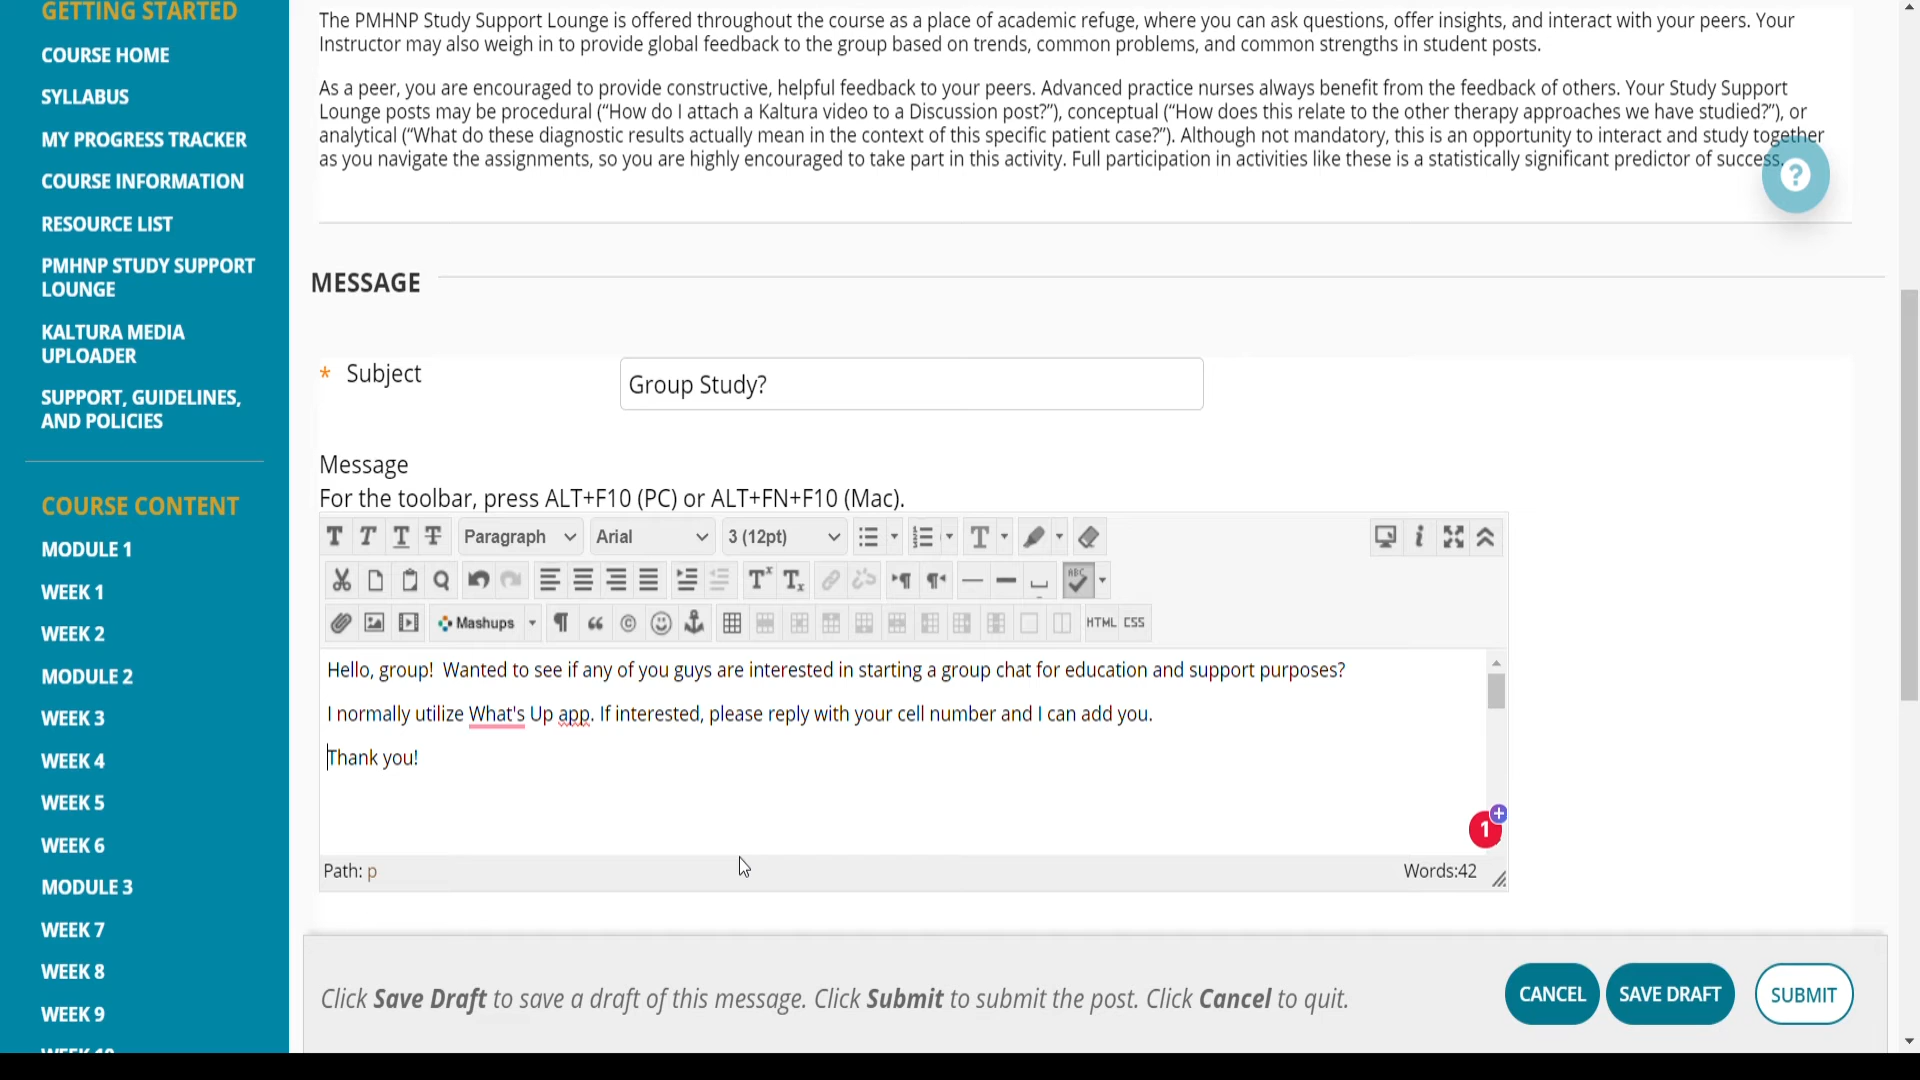 GETTING STARTED
COURSE HOME
SYLLABUS
MY PROGRESS TRACKER
COURSE INFORMATION
RESOURCE LIST
PMHNP STUDY SUPPORT
LOUNGE
KALTURA MEDIA
UPLOADER
SUPPORT, GUIDELINES,
AND POLICIES
COURSE CONTENT
MODULE 1
WEEK 1
WEEK 2
MODULE 2
WEEK 3
WEEK 4
WEEK 5
WEEK 6
MODULE 3
WEEK 7
WEEK 8
WEEK 9
WEEK 10
The PMHNP Study Support Lounge is offered throughout the course as a place of academic refuge, where you can ask questions, offer insights, and interact with your peers. Your
Instructor may also weigh in to provide global feedback to the group based on trends, common problems, and common strengths in student posts.
As a peer, you are encouraged to provide constructive, helpful feedback to your peers. Advanced practice nurses always benefit from the feedback of others. Your Study Support
Lounge posts may be procedural (“How do I attach a Kaltura video to a Discussion post?”), conceptual (“How does this relate to the other therapy approaches we have studied?”), or
analytical (“What do these diagnostic results actually mean in the context of this specific patient case?”). Although not mandatory, this is an opportunity to interact and study together
as you navigate the assignments, so you are highly encouraged to take part in this activity. Full participation in activities like these is a statistically significant predictor of success.
?
MESSAGE
* Subject
Group Study?
Message
For the toolbar, press ALT+F10 (PC) or ALT+FN+F10 (Mac).
T T T T Paragraph Arial 3 (12pt) T i
ABC
Mashups HTML CSS
Hello, group!  Wanted to see if any of you guys are interested in starting a group chat for education and support purposes?
I normally utilize What's Up app. If interested, please reply with your cell number and I can add you.
Thank you!
1
Path: p
Words:42
Click Save Draft to save a draft of this message. Click Submit to submit the post. Click Cancel to quit.
CANCEL
SAVE DRAFT
SUBMIT